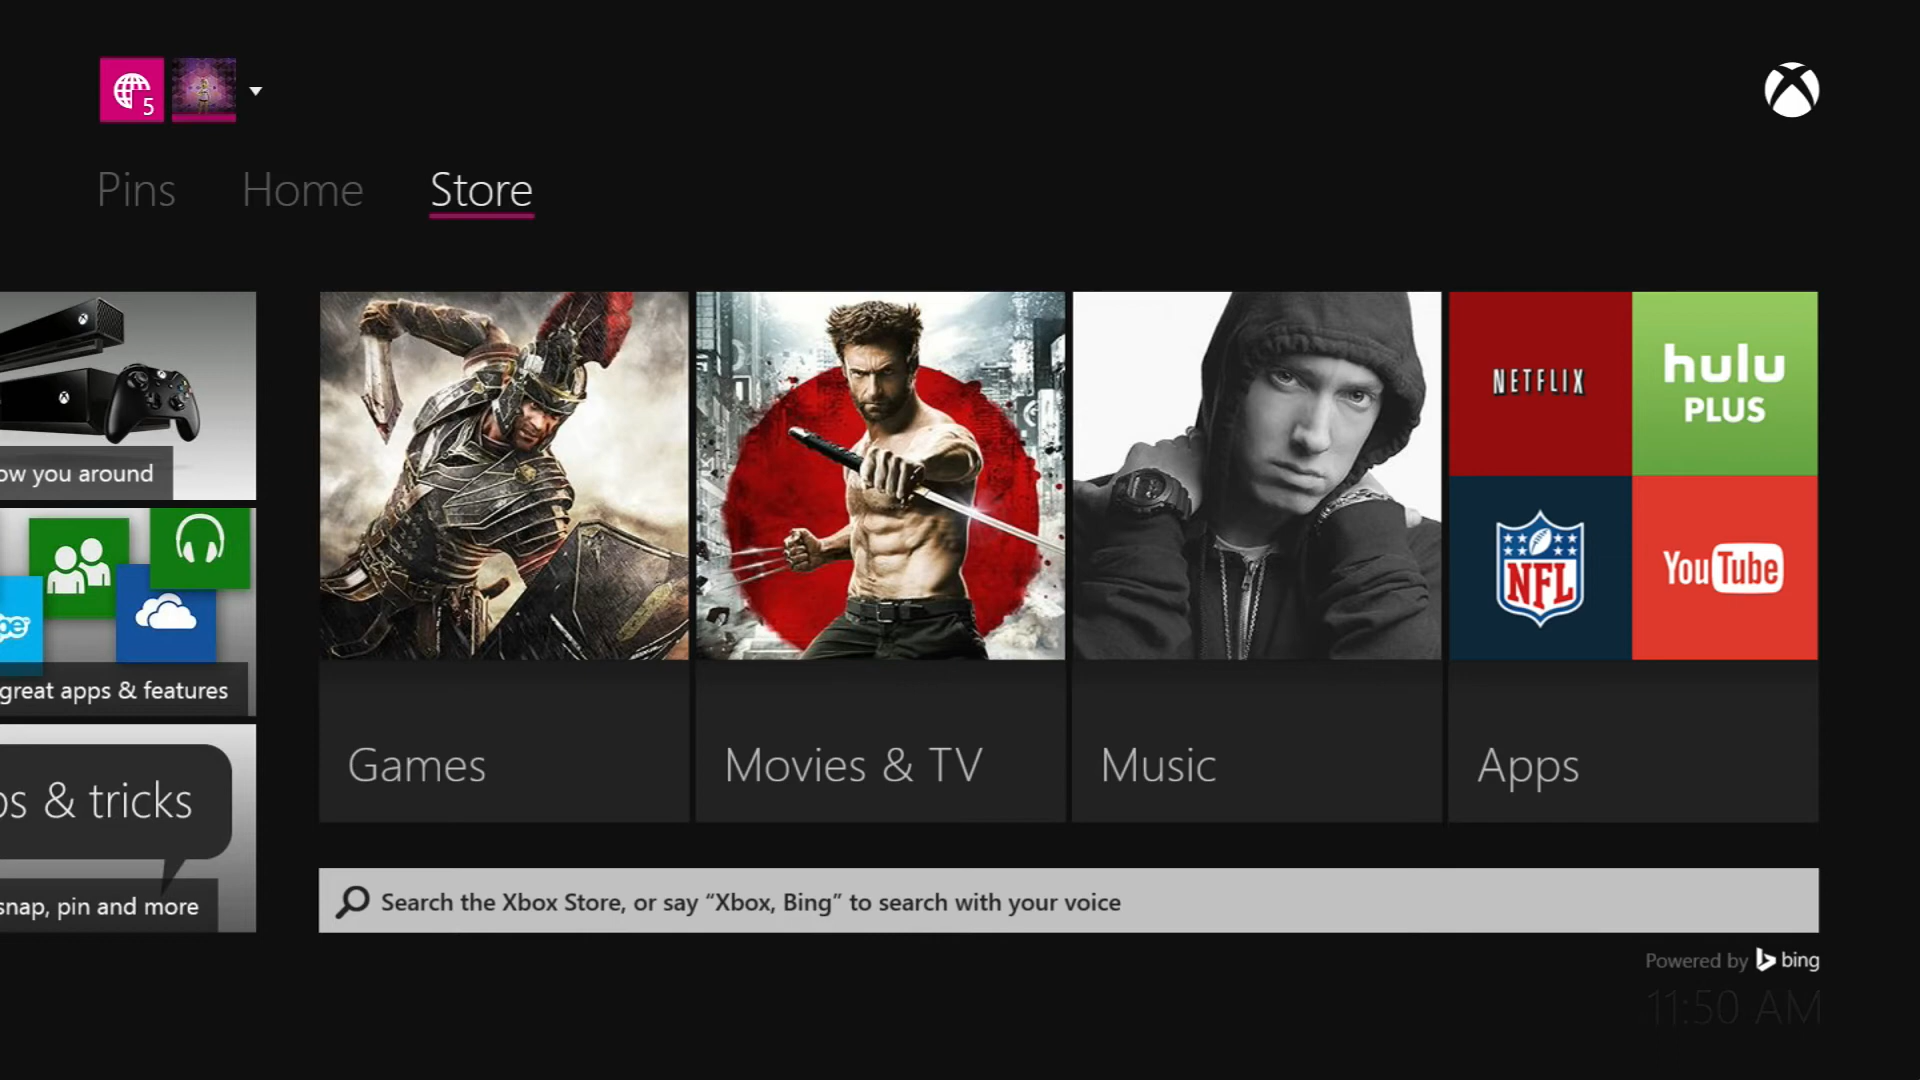 5
Pins Home Store
ow you around
great apps & features
& tricks
snap, pin and more
NETFLIX
hulu
PLUS
NFL
YouTube
Games
Movies & TV
Music
Apps
Search the Xbox Store, or say “Xbox, Bing” to search with your voice
Powered by bing
11:50 AM